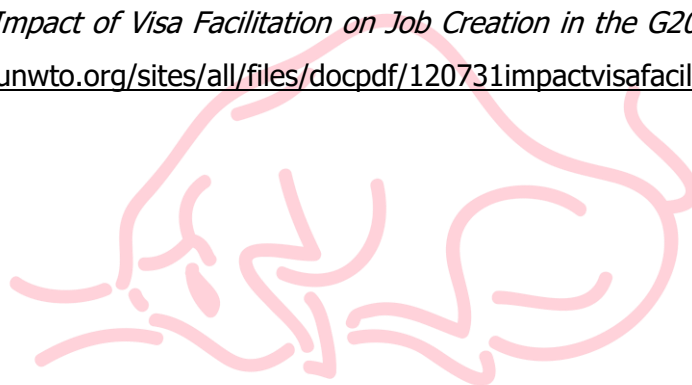 Impact of Visa Facilitation on Job Creation in the G20
unwto.org/sites/all/files/docpdf/120731impactvisafacil